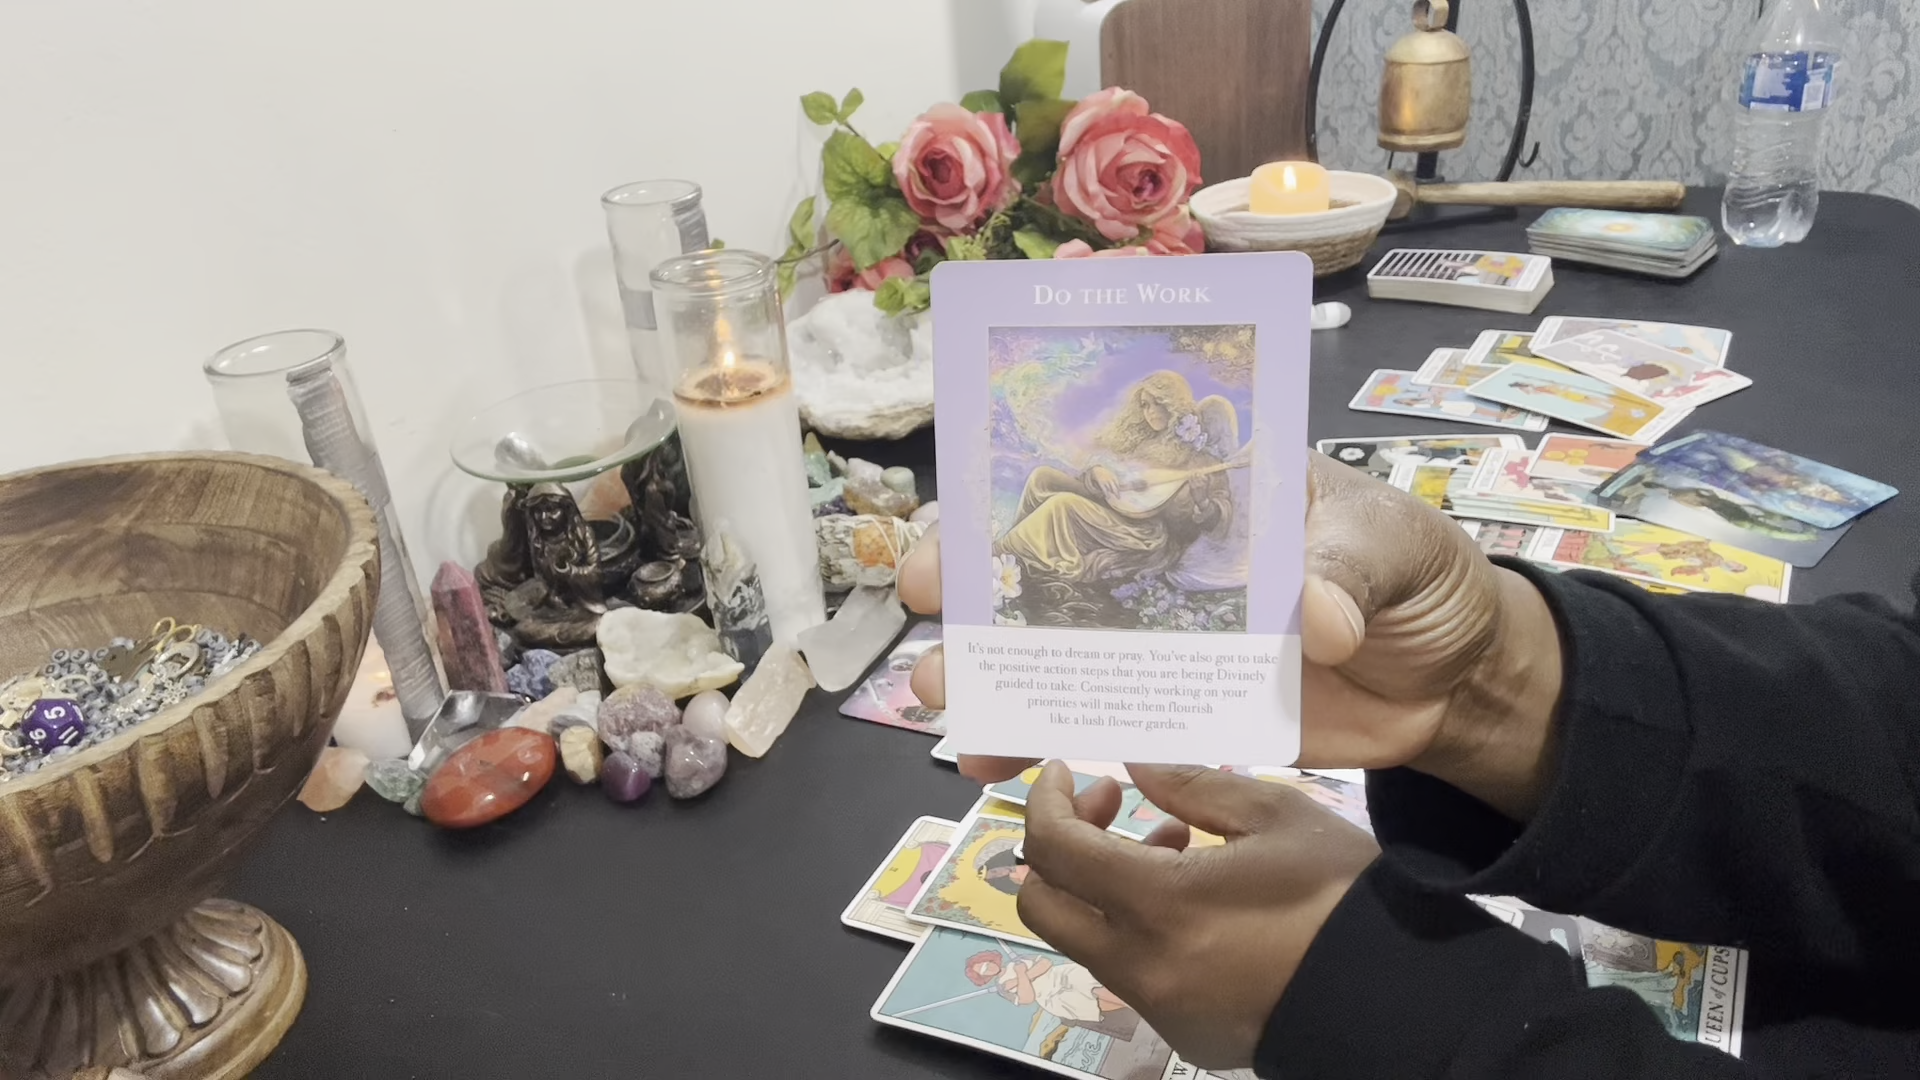 DO THE WORK
It's not enough to dream or pray. You've also got to take
the positive action steps that you are being Divinely
guided to take. Consistently working on your
priorities will make them flourish
like a lush flower garden.
UEEN of CUPS